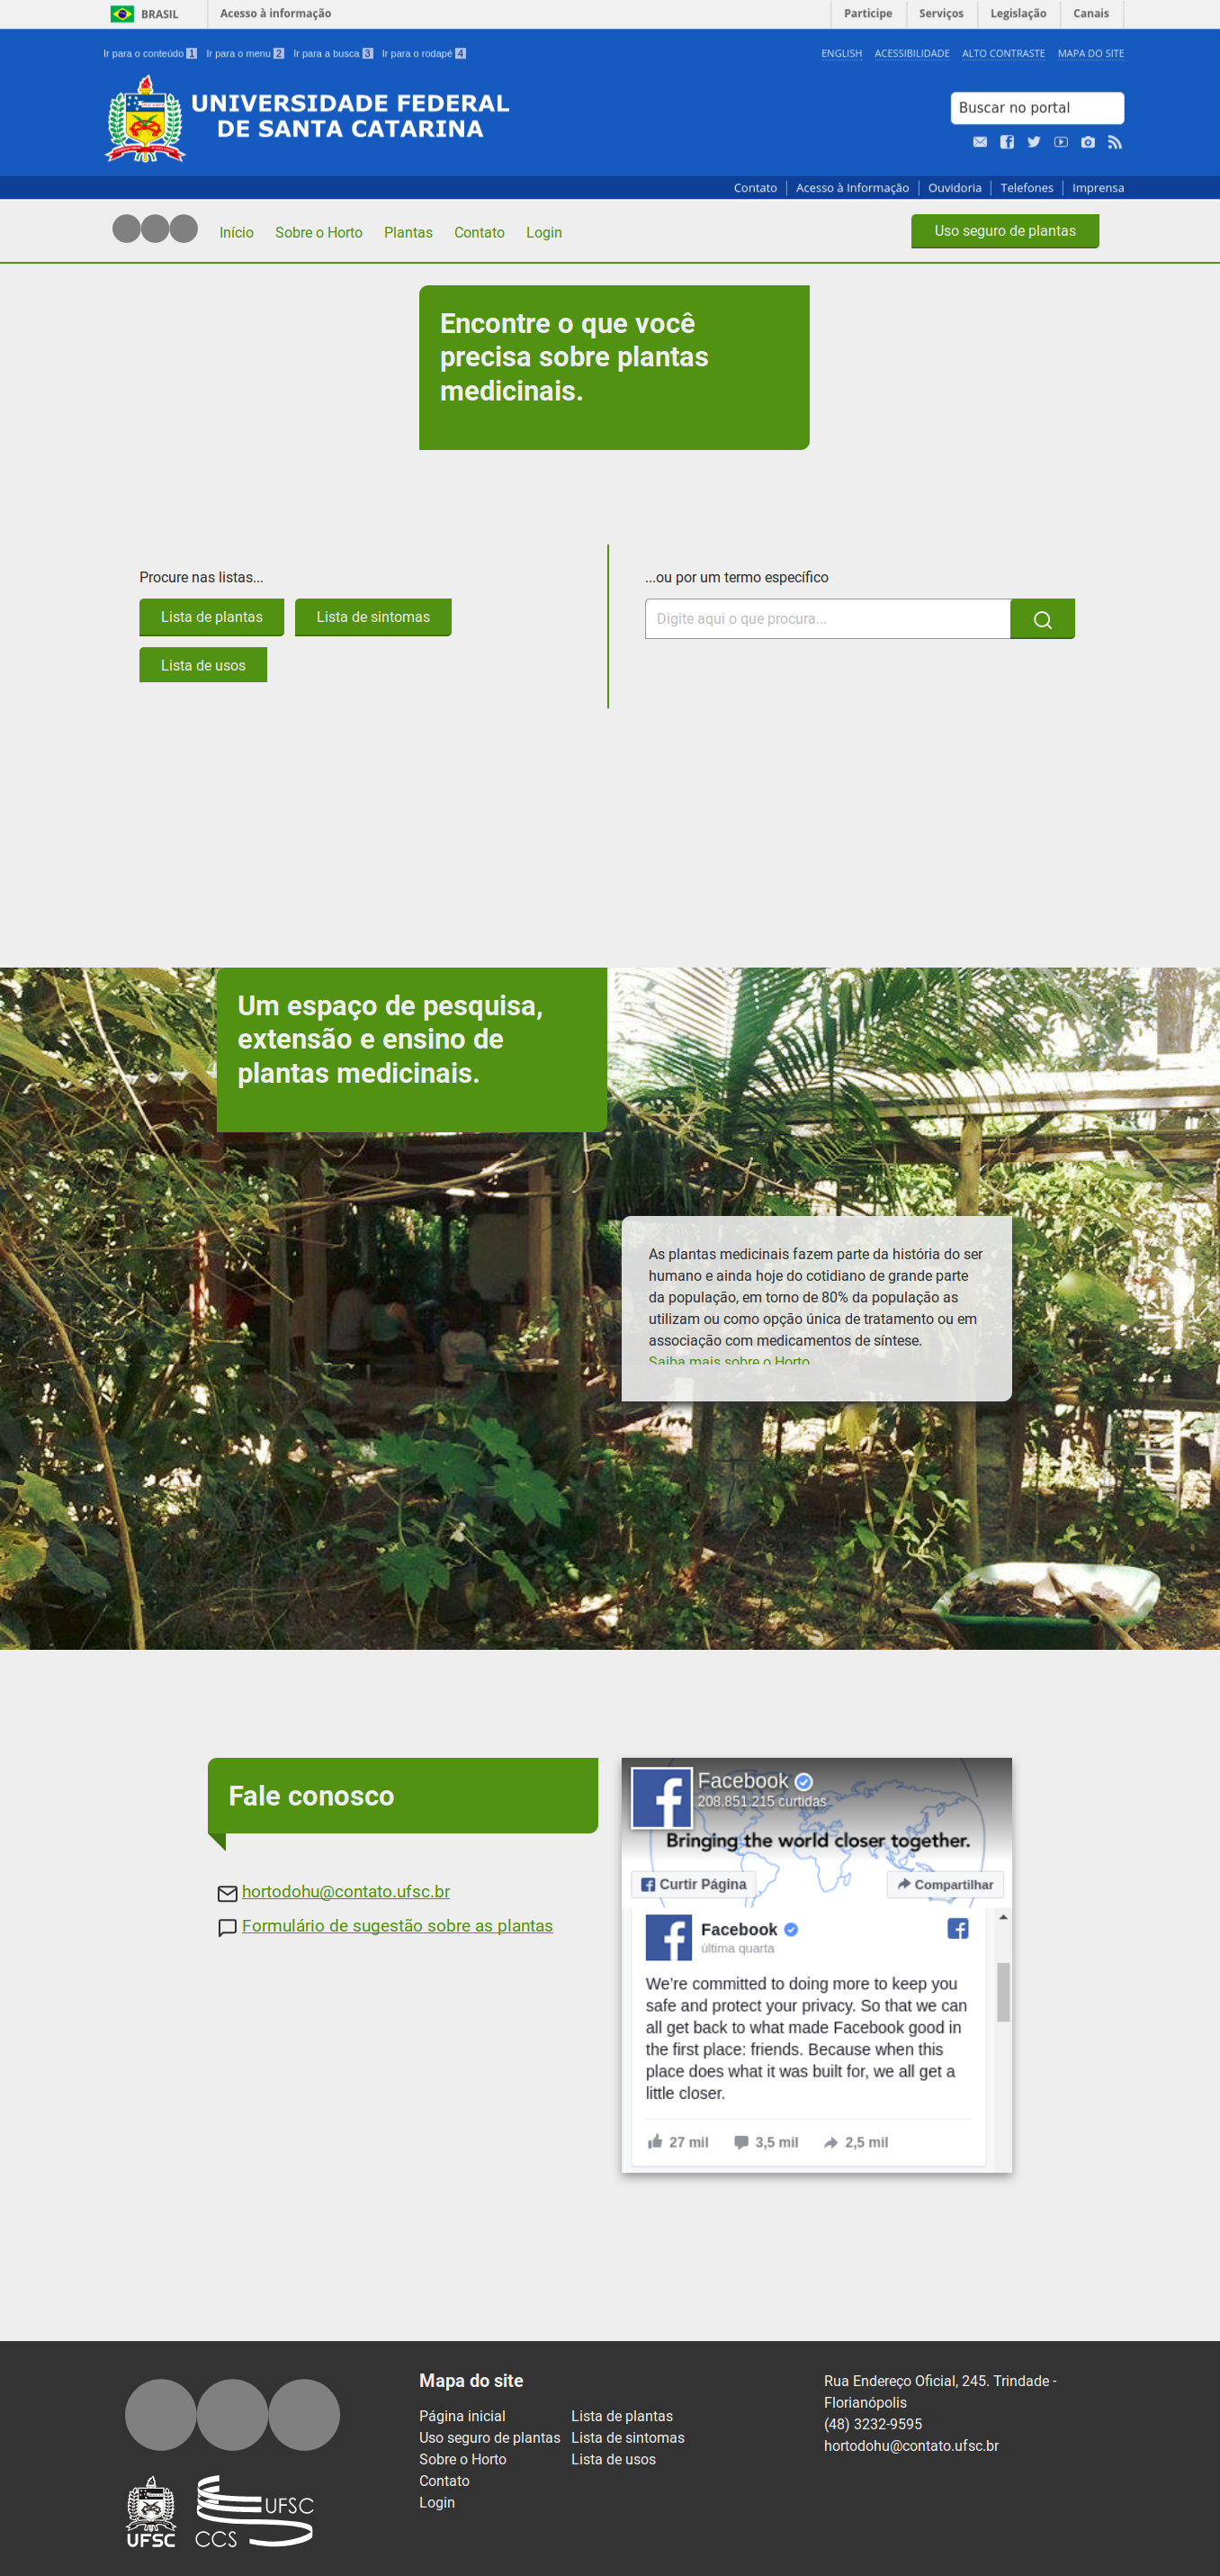 BRASIL
Acesso à informação
Participe
Serviços
Legislação
Canais
Ir para o conteúdo 1
Ir para o menu 2
Ir para a busca 3
Ir para o rodapé 4
ENGLISH
ACESSIBILIDADE
ALTO CONTRASTE
MAPA DO SITE
UNIVERSIDADE FEDERAL
DE SANTA CATARINA
Buscar no portal
Contato
Acesso à Informação
Ouvidoria
Telefones
Imprensa
Início
Sobre o Horto
Plantas
Contato
Login
Uso seguro de plantas
Encontre o que você
precisa sobre plantas
medicinais.
Procure nas listas...
Lista de plantas
Lista de sintomas
Lista de usos
...ou por um termo específico
Digite aqui o que procura...
Um espaço de pesquisa,
extensão e ensino de
plantas medicinais.
As plantas medicinais fazem parte da história do ser
humano e ainda hoje do cotidiano de grande parte
da população, em torno de 80% da população as
utilizam ou como opção única de tratamento ou em
associação com medicamentos de síntese.
Saiba mais sobre o Horto
Fale conosco
hortodohu@contato.ufsc.br
Formulário de sugestão sobre as plantas
Facebook
208.851.215 curtidas
Bringing the world closer together.
Curtir Página
Compartilhar
Facebook
última quarta
We're committed to doing more to keep you
safe and protect your privacy. So that we can
all get back to what made Facebook good in
the first place: friends. Because when this
place does what it was built for, we all get a
little closer.
27 mil
3,5 mil
2,5 mil
UFSC
UFSC
CCS
Mapa do site
Página inicial
Uso seguro de plantas
Sobre o Horto
Contato
Login
Lista de plantas
Lista de sintomas
Lista de usos
Rua Endereço Oficial, 245. Trindade -
Florianópolis
(48) 3232-9595
hortodohu@contato.ufsc.br